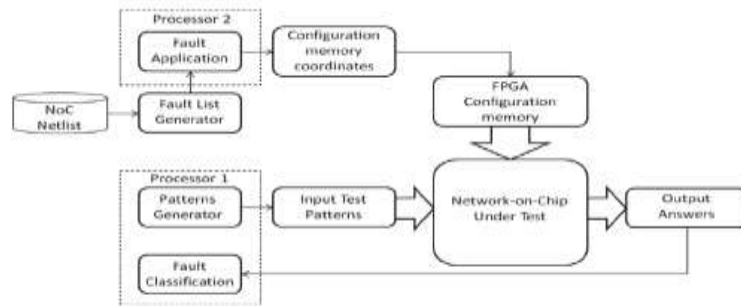 Processor 2
Fault
Application
Configuration
memory
coordinates
NoC
Netlist
Fault List
Generator
FPGA
Configuration
memory
Processor 1
Patterns
Generator
Input Test
Patterns
Network-on-Chip
Under Test
Output
Answers
Fault
Classification